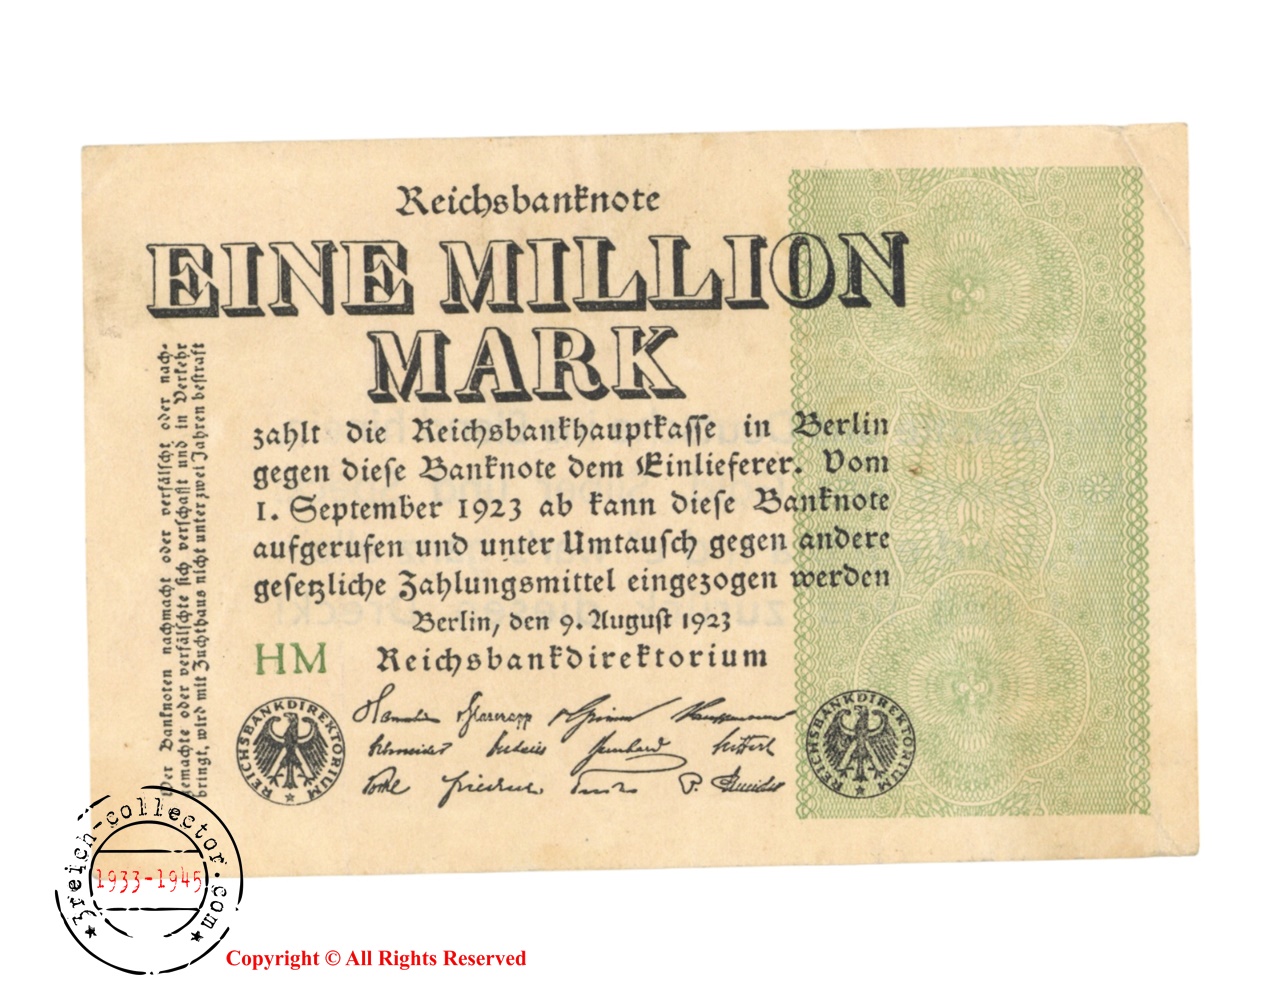 Reichsbanknote
EINE MILLION
MARK
zahlt die Reichsbankhauptkasse in Berlin
gegen diese Banknote dem Einlieferer. Vom
1. September 1923 ab kann diese Banknote
aufgerufen und unter Umtausch gegen andere
gesetzliche Zahlungsmittel eingezogen werden
Berlin, den 9. August 1923
HM Reichsbankdirektorium
REICHSBANKDIREKTORIUM
REICHSBANKDIREKTORIUM
Wer Banknoten nachmacht oder verfälscht oder nach-
gemachte oder verfälschte sich verschafft und in Verkehr
bringt, wird mit Zuchthaus nicht unter zwei Jahren bestraft
3reich-collector.com
1933-1945
Copyright © All Rights Reserved